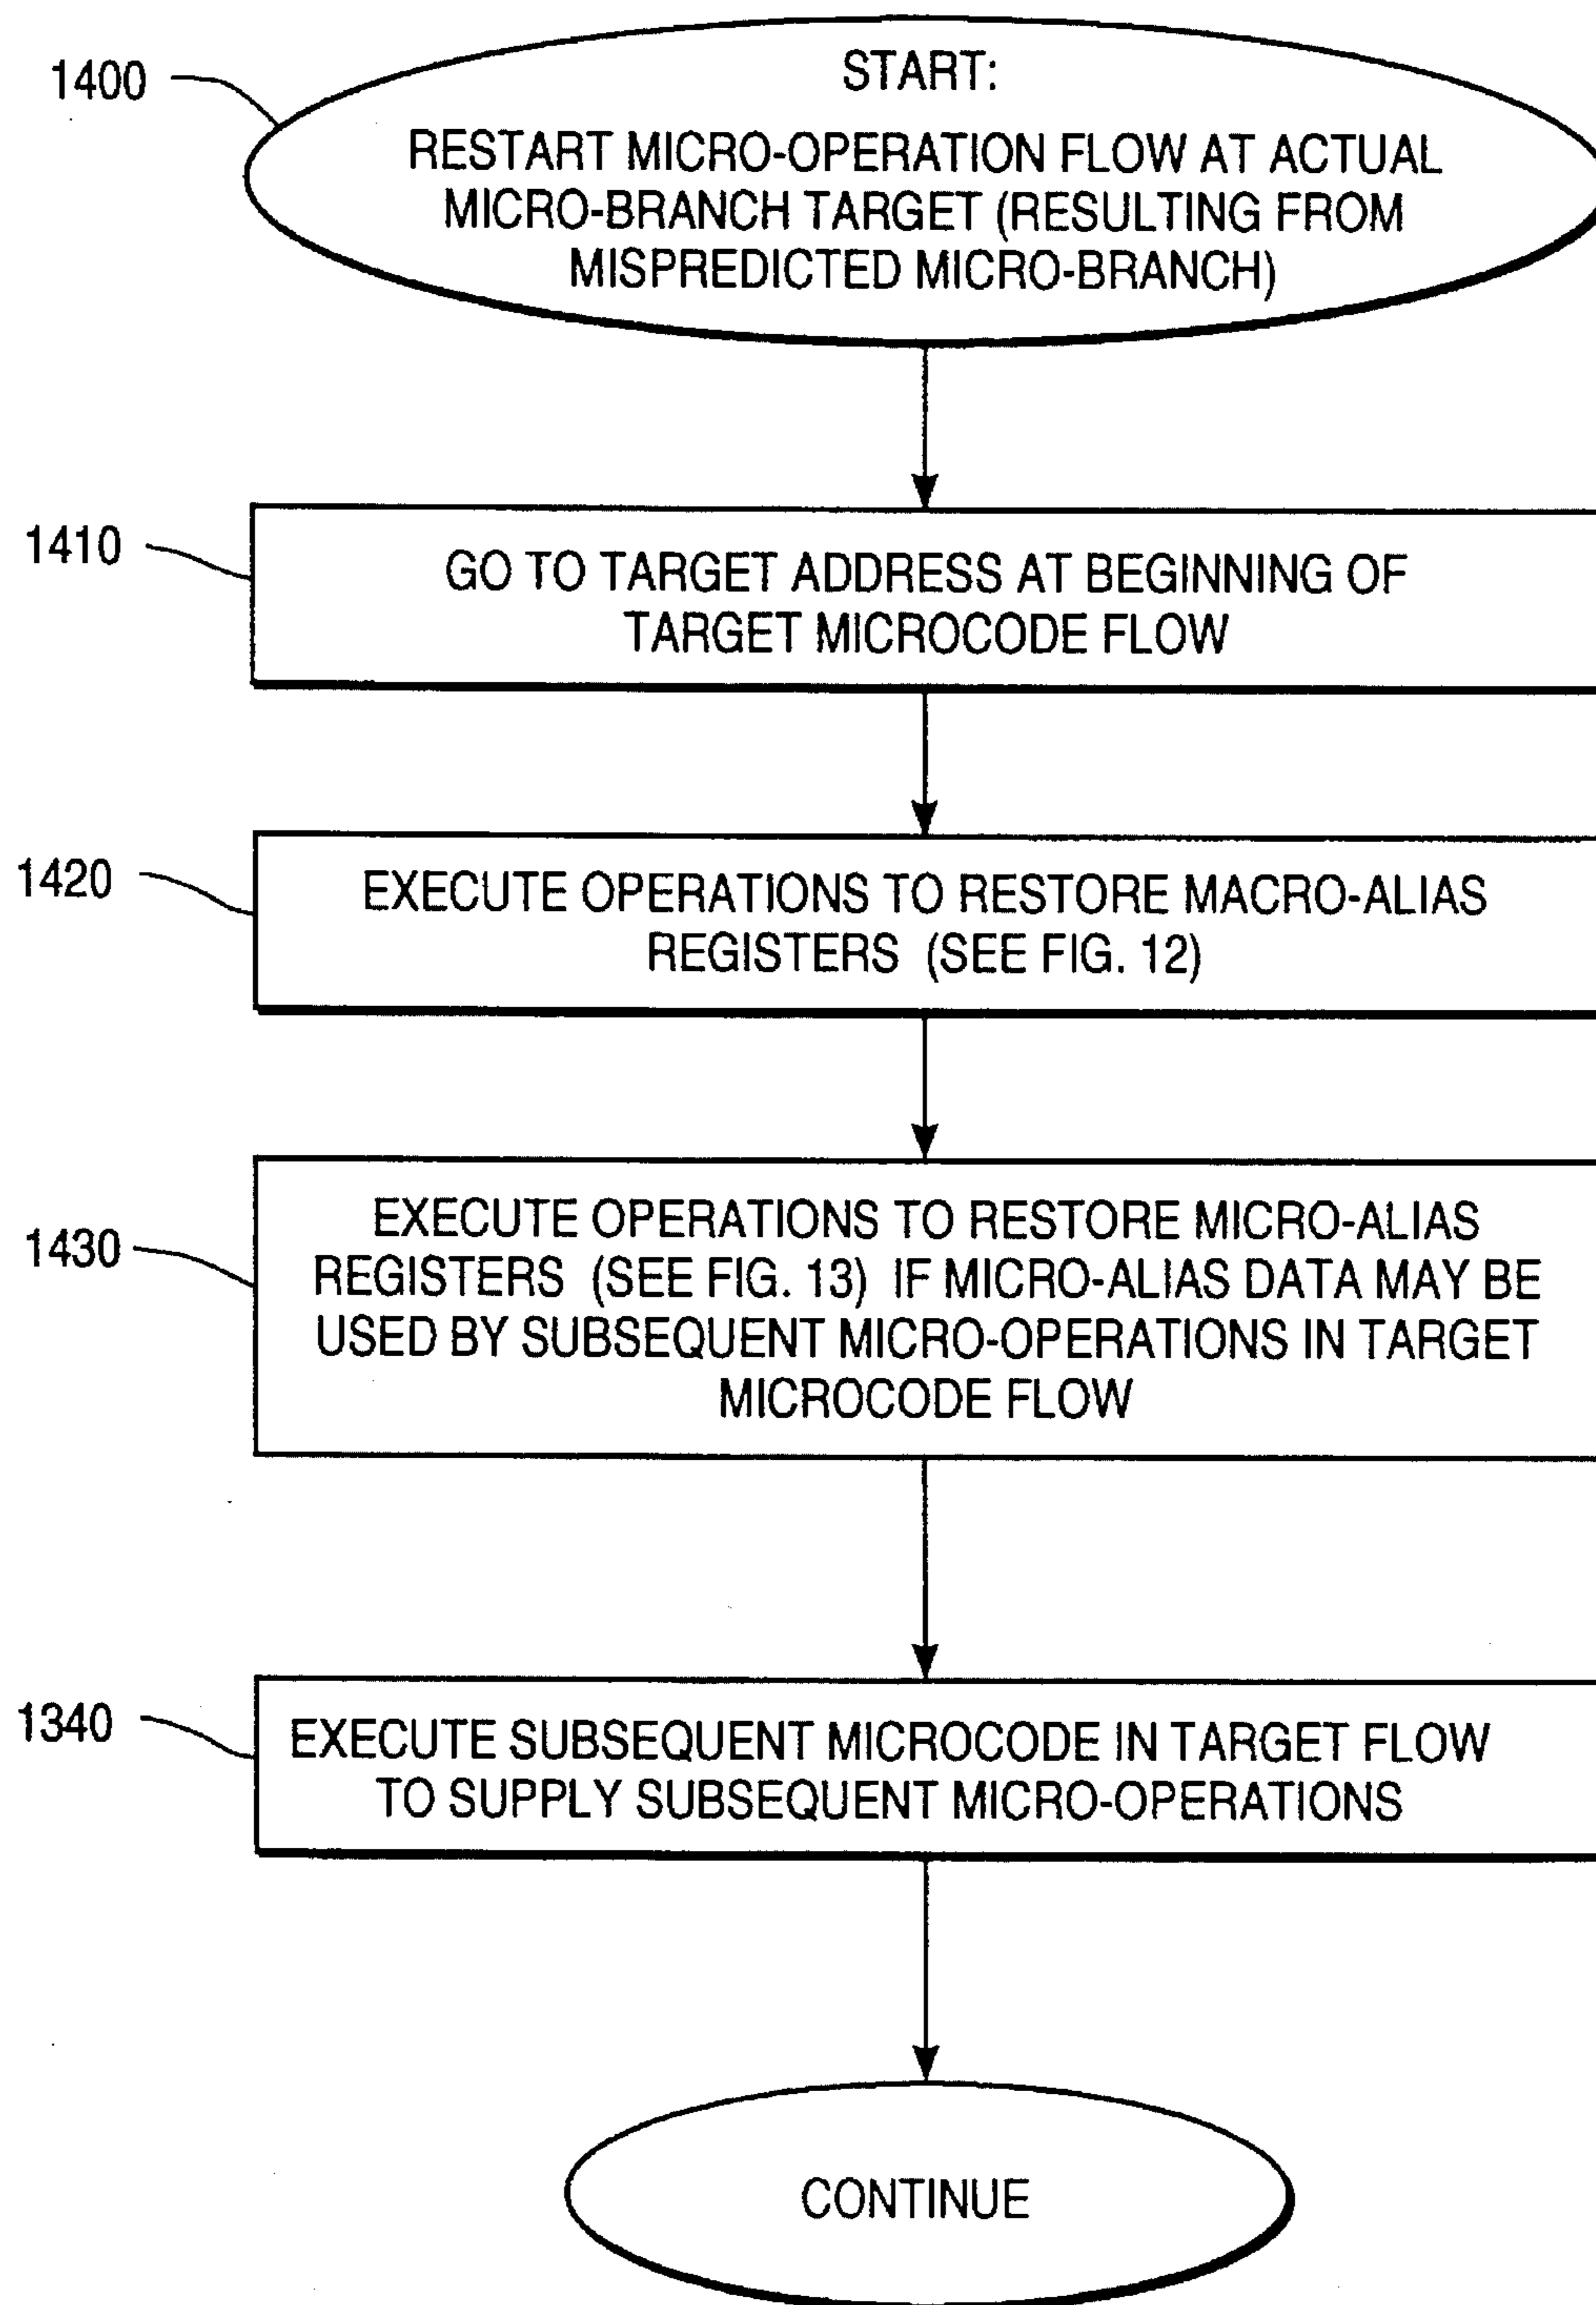 1400
START:
RESTART MICRO-OPERATION FLOW AT ACTUAL
MICRO-BRANCH TARGET (RESULTING FROM
MISPREDICTED MICRO-BRANCH)
1410
GO TO TARGET ADDRESS AT BEGINNING OF
TARGET MICROCODE FLOW
1420
EXECUTE OPERATIONS TO RESTORE MACRO-ALIAS
REGISTERS (SEE FIG. 12)
1430
EXECUTE OPERATIONS TO RESTORE MICRO-ALIAS
REGISTERS (SEE FIG. 13) IF MICRO-ALIAS DATA MAY BE
USED BY SUBSEQUENT MICRO-OPERATIONS IN TARGET
MICROCODE FLOW
1340
EXECUTE SUBSEQUENT MICROCODE IN TARGET FLOW
TO SUPPLY SUBSEQUENT MICRO-OPERATIONS
CONTINUE